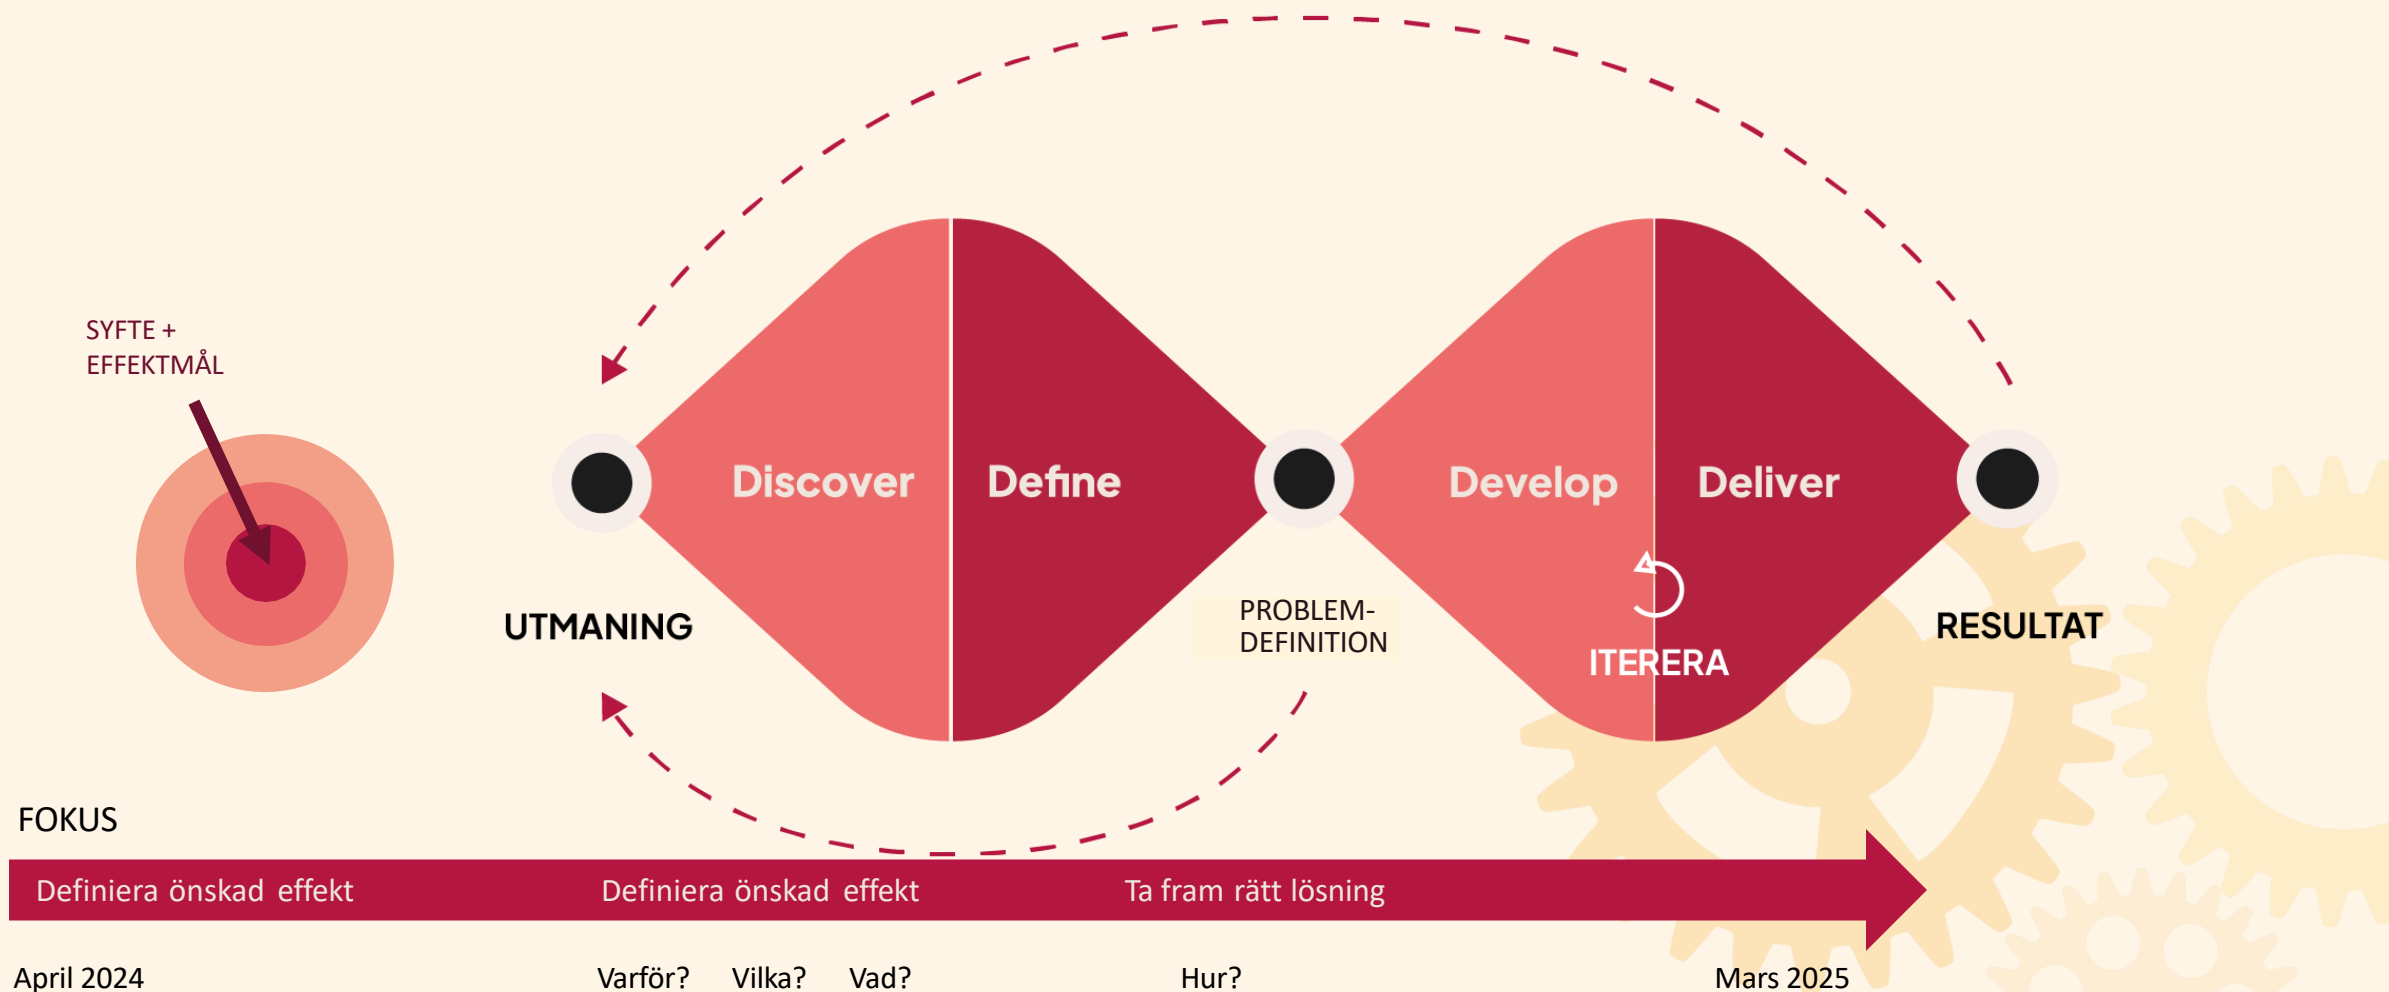 SYFTE +
EFFEKTMÅL
Discover
Define
Develop
Deliver
UTMANING
PROBLEM-
DEFINITION
ITERERA
RESULTAT
FOKUS
Definiera önskad effekt
Definiera önskad effekt
Ta fram rätt lösning
April 2024
Varför?
Vilka?
Vad?
Hur?
Mars 2025